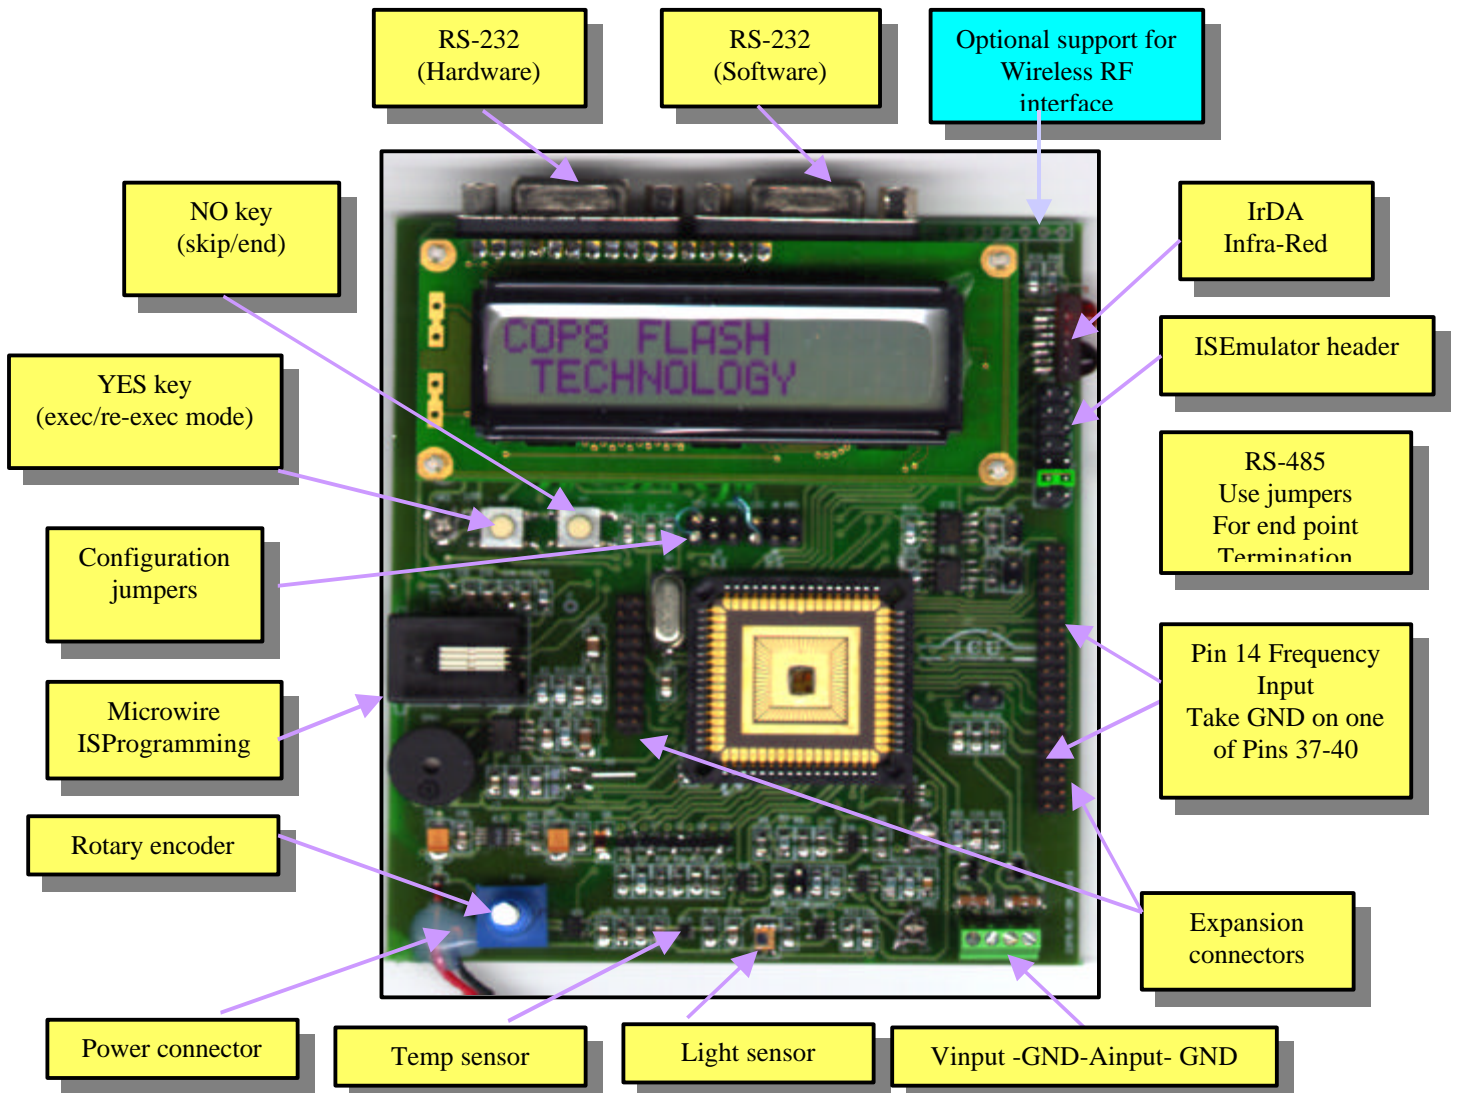 RS-232
(Hardware)
RS-232
(Software)
Optional support for
Wireless RF
interface
NO key
(skip/end)
IrDA
Infra-Red
YES key
(exec/re-exec mode)
ISEmulator header
COP8 FLASH
TECHNOLOGY
RS-485
Use jumpers
For end point
Termination
Configuration
jumpers
ICU
Pin 14 Frequency
Input
Take GND on one
of Pins 37-40
Microwire
ISProgramming
Rotary encoder
Expansion
connectors
Power connector
Temp sensor
Light sensor
Vinput -GND-Ainput- GND